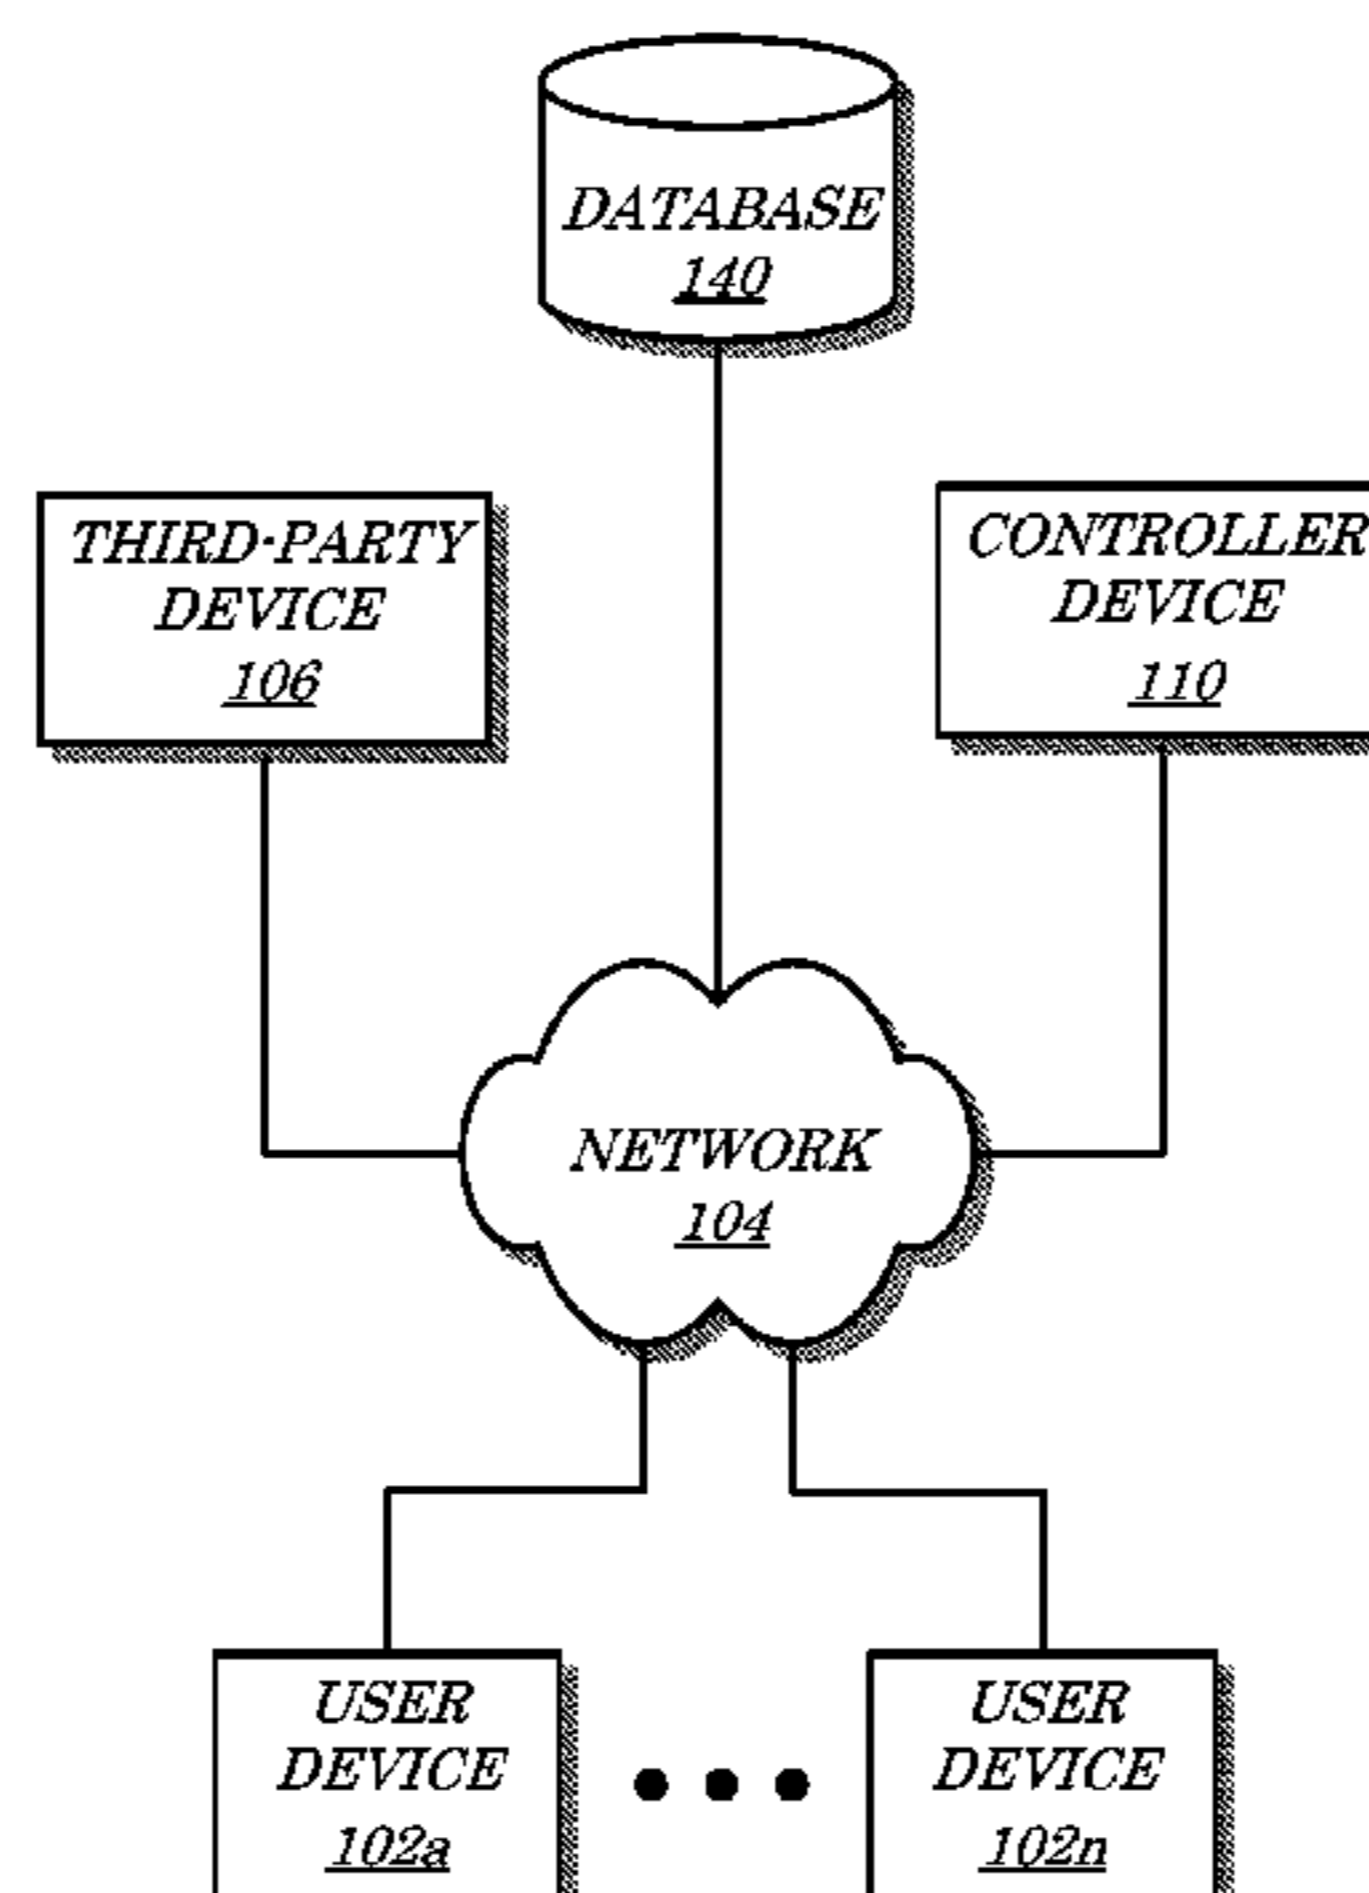 DATABASE
140
THIRD-PARTY
DEVICE
106
CONTROLLER
DEVICE
110
NETWORK
104
USER
DEVICE
102a
USER
DEVICE
102n